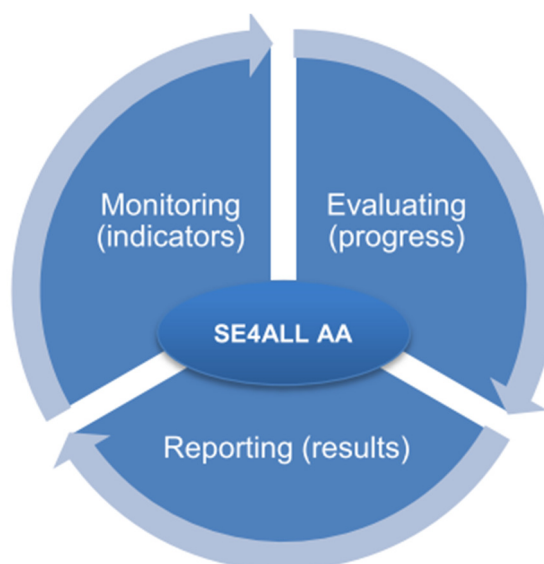 Monitoring
(indicators)
Evaluating
(progress)
SE4ALL AA
Reporting (results)